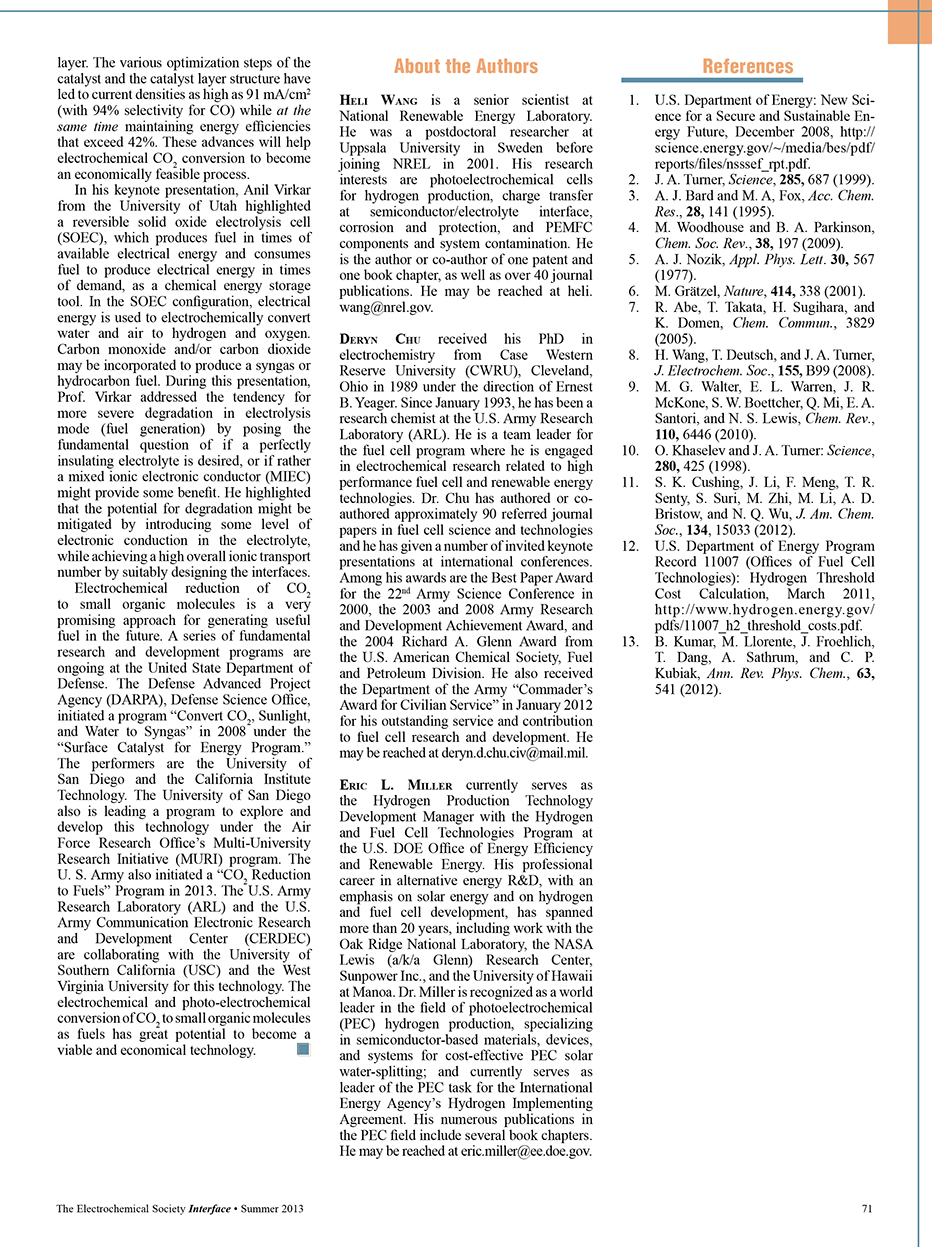 layer. The various optimization steps of the
catalyst and the catalyst layer structure have
led to current densities as high as 91 mA/cm²
(with 94% selectivity for CO) while at the
same time maintaining energy efficiencies
that exceed 42%. These advances will help
electrochemical CO₂ conversion to become
an economically feasible process.
In his keynote presentation, Anil Virkar
from the University of Utah highlighted
a reversible solid oxide electrolysis cell
(SOEC), which produces fuel in times of
available electrical energy and consumes
fuel to produce electrical energy in times
of demand, as a chemical energy storage
tool. In the SOEC configuration, electrical
energy is used to electrochemically convert
water and air to hydrogen and oxygen.
Carbon monoxide and/or carbon dioxide
may be incorporated to produce a syngas or
hydrocarbon fuel. During this presentation,
Prof. Virkar addressed the tendency for
more severe degradation in electrolysis
mode (fuel generation) by posing the
fundamental question of if a perfectly
insulating electrolyte is desired, or if rather
a mixed ionic electronic conductor (MIEC)
might provide some benefit. He highlighted
that the potential for degradation might be
mitigated by introducing some level of
electronic conduction in the electrolyte,
while achieving a high overall ionic transport
number by suitably designing the interfaces.
Electrochemical reduction of CO₂
to small organic molecules is a very
promising approach for generating useful
fuel in the future. A series of fundamental
research and development programs are
ongoing at the United State Department of
Defense. The Defense Advanced Project
Agency (DARPA), Defense Science Office,
initiated a program “Convert CO₂, Sunlight,
and Water to Syngas” in 2008 under the
“Surface Catalyst for Energy Program.”
The performers are the University of
San Diego and the California Institute
Technology. The University of San Diego
also is leading a program to explore and
develop this technology under the Air
Force Research Office’s Multi-University
Research Initiative (MURI) program. The
U. S. Army also initiated a “CO₂ Reduction
to Fuels” Program in 2013. The U.S. Army
Research Laboratory (ARL) and the U.S.
Army Communication Electronic Research
and Development Center (CERDEC)
are collaborating with the University of
Southern California (USC) and the West
Virginia University for this technology. The
electrochemical and photo-electrochemical
conversion of CO₂ to small organic molecules
as fuels has great potential to become a
viable and economical technology.
About the Authors
Heli Wang is a senior scientist at
National Renewable Energy Laboratory.
He was a postdoctoral researcher at
Uppsala University in Sweden before
joining NREL in 2001. His research
interests are photoelectrochemical cells
for hydrogen production, charge transfer
at semiconductor/electrolyte interface,
corrosion and protection, and PEMFC
components and system contamination. He
is the author or co-author of one patent and
one book chapter, as well as over 40 journal
publications. He may be reached at heli.
wang@nrel.gov.
Deryn Chu received his PhD in
electrochemistry from Case Western
Reserve University (CWRU), Cleveland,
Ohio in 1989 under the direction of Ernest
B. Yeager. Since January 1993, he has been a
research chemist at the U.S. Army Research
Laboratory (ARL). He is a team leader for
the fuel cell program where he is engaged
in electrochemical research related to high
performance fuel cell and renewable energy
technologies. Dr. Chu has authored or co-
authored approximately 90 referred journal
papers in fuel cell science and technologies
and he has given a number of invited keynote
presentations at international conferences.
Among his awards are the Best Paper Award
for the 22nd Army Science Conference in
2000, the 2003 and 2008 Army Research
and Development Achievement Award, and
the 2004 Richard A. Glenn Award from
the U.S. American Chemical Society, Fuel
and Petroleum Division. He also received
the Department of the Army “Commader’s
Award for Civilian Service” in January 2012
for his outstanding service and contribution
to fuel cell research and development. He
may be reached at deryn.d.chu.civ@mail.mil.
Eric L. Miller currently serves as
the Hydrogen Production Technology
Development Manager with the Hydrogen
and Fuel Cell Technologies Program at
the U.S. DOE Office of Energy Efficiency
and Renewable Energy. His professional
career in alternative energy R&D, with an
emphasis on solar energy and on hydrogen
and fuel cell development, has spanned
more than 20 years, including work with the
Oak Ridge National Laboratory, the NASA
Lewis (a/k/a Glenn) Research Center,
Sunpower Inc., and the University of Hawaii
at Manoa. Dr. Miller is recognized as a world
leader in the field of photoelectrochemical
(PEC) hydrogen production, specializing
in semiconductor-based materials, devices,
and systems for cost-effective PEC solar
water-splitting; and currently serves as
leader of the PEC task for the International
Energy Agency’s Hydrogen Implementing
Agreement. His numerous publications in
the PEC field include several book chapters.
He may be reached at eric.miller@ee.doe.gov.
References
1. U.S. Department of Energy: New Sci-
ence for a Secure and Sustainable En-
ergy Future, December 2008, http://
science.energy.gov/~/media/bes/pdf/
reports/files/nsssef_rpt.pdf.
2. J. A. Turner, Science, 285, 687 (1999).
3. A. J. Bard and M. A, Fox, Acc. Chem.
Res., 28, 141 (1995).
4. M. Woodhouse and B. A. Parkinson,
Chem. Soc. Rev., 38, 197 (2009).
5. A. J. Nozik, Appl. Phys. Lett. 30, 567
(1977).
6. M. Grätzel, Nature, 414, 338 (2001).
7. R. Abe, T. Takata, H. Sugihara, and
K. Domen, Chem. Commun., 3829
(2005).
8. H. Wang, T. Deutsch, and J. A. Turner,
J. Electrochem. Soc., 155, B99 (2008).
9. M. G. Walter, E. L. Warren, J. R.
McKone, S. W. Boettcher, Q. Mi, E. A.
Santori, and N. S. Lewis, Chem. Rev.,
110, 6446 (2010).
10. O. Khaselev and J. A. Turner: Science,
280, 425 (1998).
11. S. K. Cushing, J. Li, F. Meng, T. R.
Senty, S. Suri, M. Zhi, M. Li, A. D.
Bristow, and N. Q. Wu, J. Am. Chem.
Soc., 134, 15033 (2012).
12. U.S. Department of Energy Program
Record 11007 (Offices of Fuel Cell
Technologies): Hydrogen Threshold
Cost Calculation, March 2011,
http://www.hydrogen.energy.gov/
pdfs/11007_h2_threshold_costs.pdf.
13. B. Kumar, M. Llorente, J. Froehlich,
T. Dang, A. Sathrum, and C. P.
Kubiak, Ann. Rev. Phys. Chem., 63,
541 (2012).
The Electrochemical Society Interface • Summer 2013
71